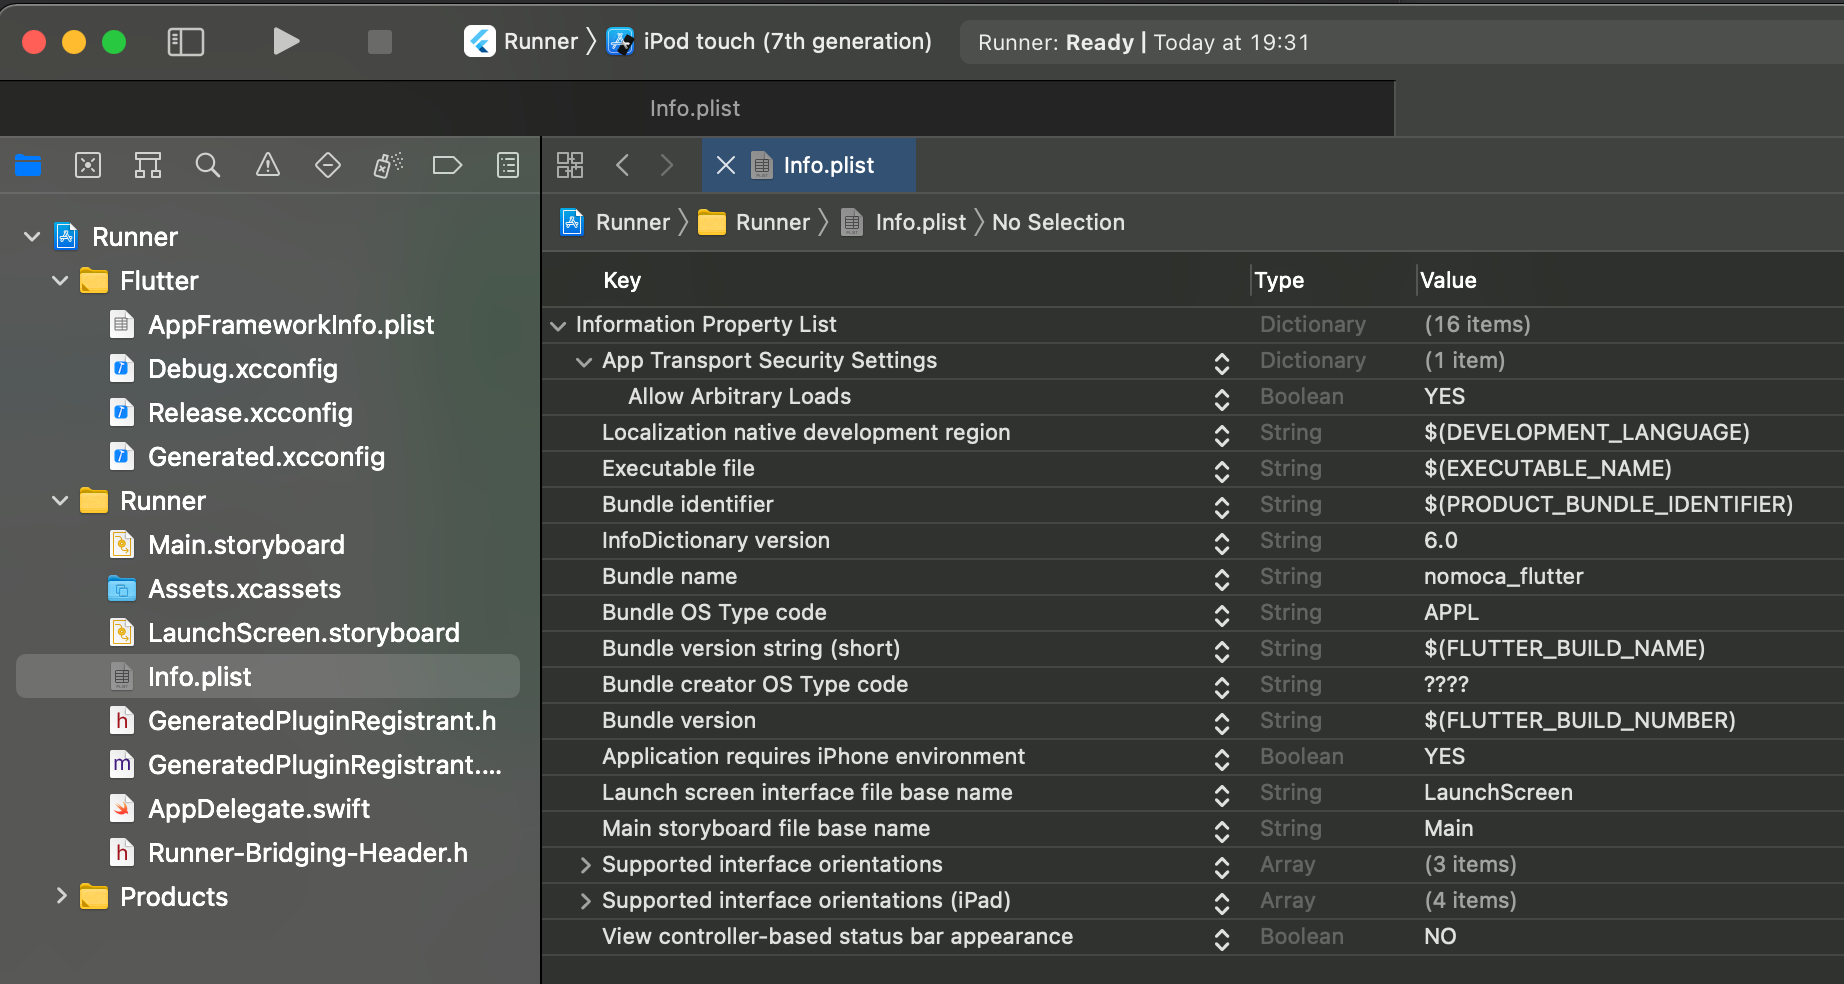 Runner iPod touch (7th generation)
Runner: Ready | Today at 19:31
Info.plist
Info.plist
Runner Runner Info.plist No Selection
Runner
Flutter
AppFrameworkInfo.plist
Debug.xcconfig
Release.xcconfig
Generated.xcconfig
Runner
Main.storyboard
Assets.xcassets
LaunchScreen.storyboard
Info.plist
GeneratedPluginRegistrant.h
GeneratedPluginRegistrant....
AppDelegate.swift
Runner-Bridging-Header.h
Products
Key Type Value
Information Property List Dictionary (16 items)
App Transport Security Settings Dictionary (1 item)
Allow Arbitrary Loads Boolean YES
Localization native development region String $(DEVELOPMENT_LANGUAGE)
Executable file String $(EXECUTABLE_NAME)
Bundle identifier String $(PRODUCT_BUNDLE_IDENTIFIER)
InfoDictionary version String 6.0
Bundle name String nomoca_flutter
Bundle OS Type code String APPL
Bundle version string (short) String $(FLUTTER_BUILD_NAME)
Bundle creator OS Type code String ????
Bundle version String $(FLUTTER_BUILD_NUMBER)
Application requires iPhone environment Boolean YES
Launch screen interface file base name String LaunchScreen
Main storyboard file base name String Main
Supported interface orientations Array (3 items)
Supported interface orientations (iPad) Array (4 items)
View controller-based status bar appearance Boolean NO